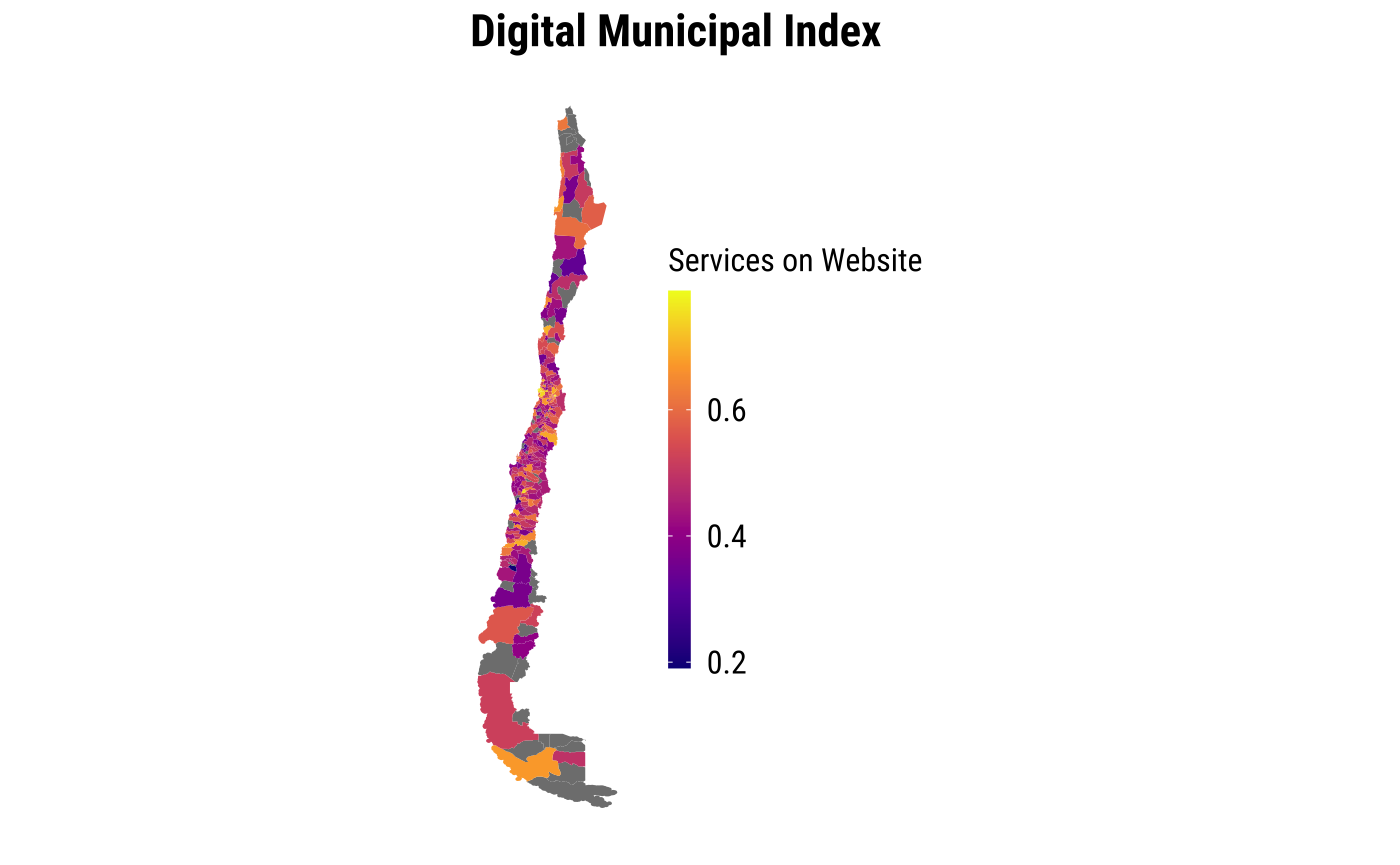 Digital Municipal Index
Services on Website
0.6
0.4
0.2